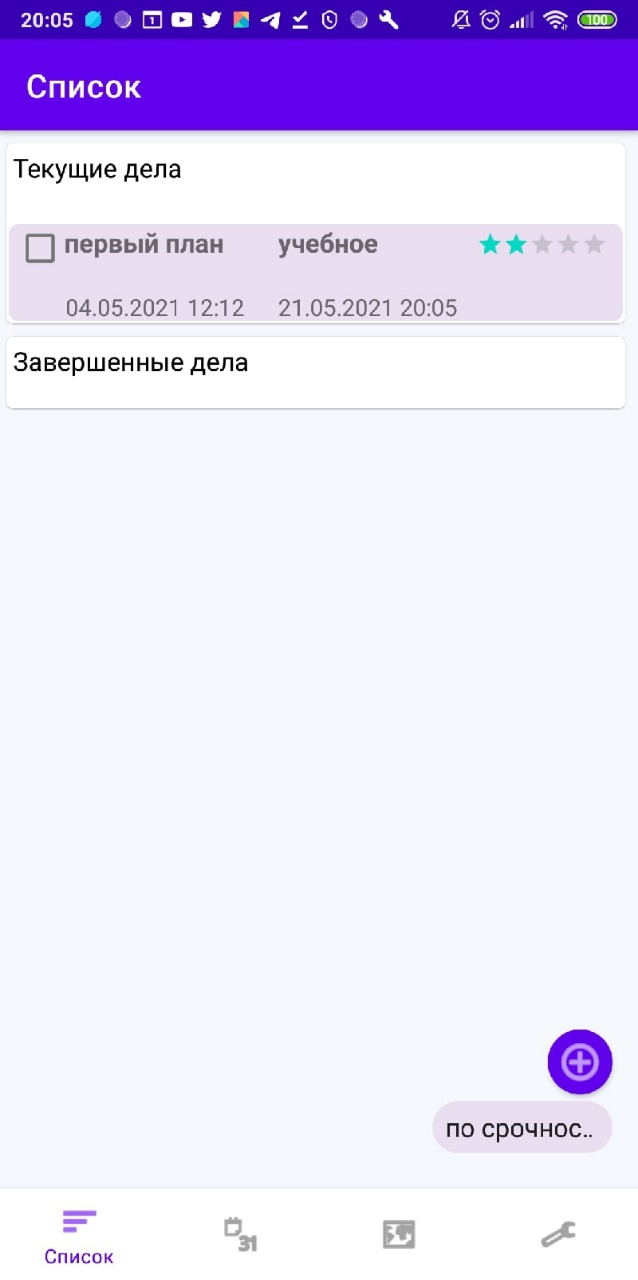 20:05
100
Список
Текущие дела
первый план учебное
04.05.2021 12:12 21.05.2021 20:05
Завершенные дела
по срочнос..
31
Список